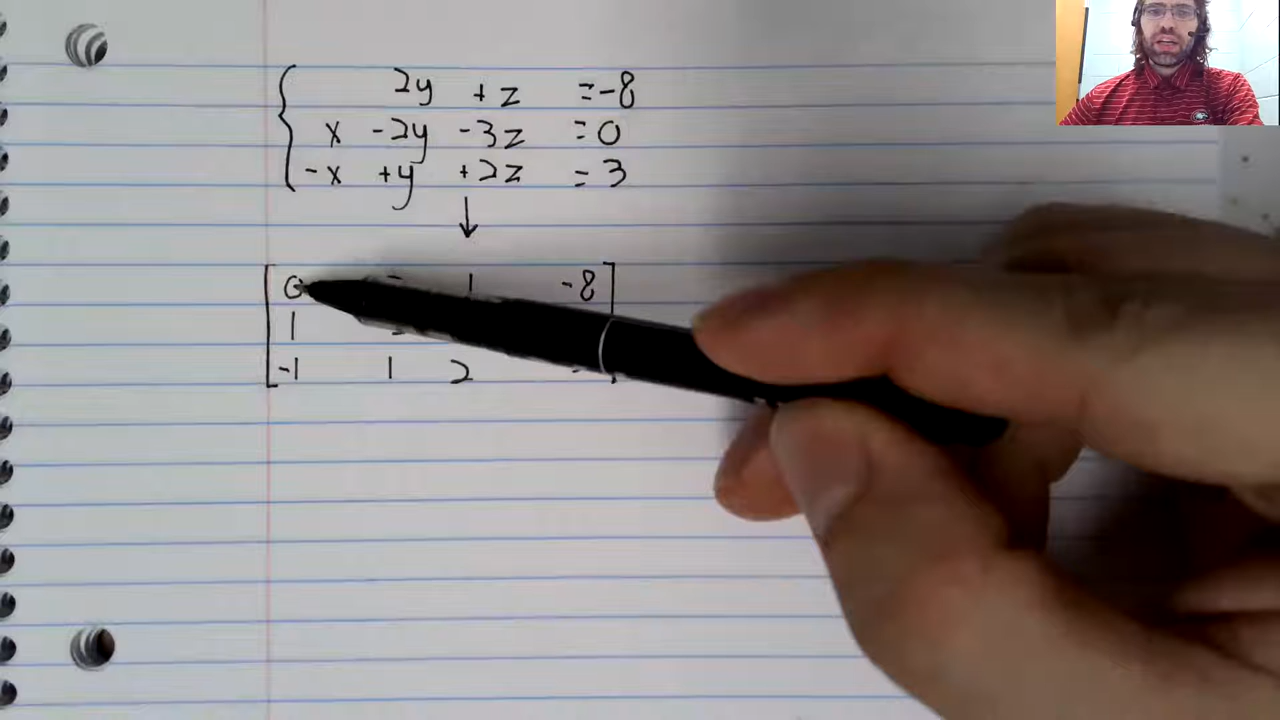 2y + z = -8
x - 2y - 3z = 0
-x + y + 2z = 3
↓
0 1 -8
1
-1 1 2